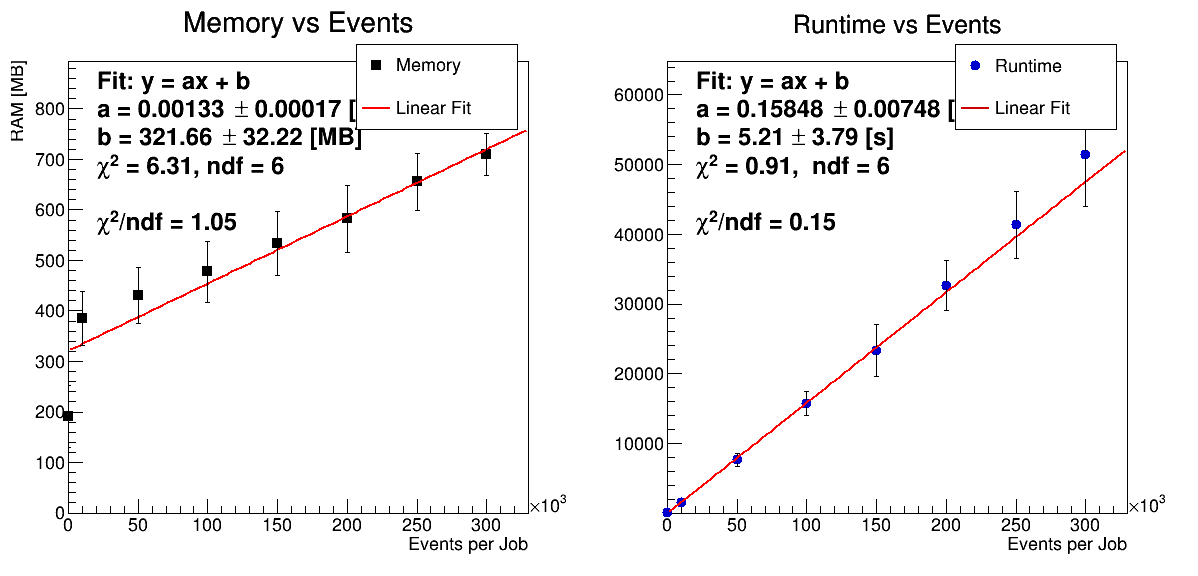 Memory vs Events
RAM [MB]
Memory
Linear Fit
Fit: y = ax + b
a = 0.00133 ± 0.00017 [
b = 321.66 ± 32.22 [MB]
χ² = 6.31, ndf = 6
χ²/ndf = 1.05
800
700
600
500
400
300
200
100
0
0 50 100 150 200 250 300 ×10³
Events per Job
Runtime vs Events
Runtime
Linear Fit
Fit: y = ax + b
a = 0.15848 ± 0.00748 [
b = 5.21 ± 3.79 [s]
χ² = 0.91, ndf = 6
χ²/ndf = 0.15
60000
50000
40000
30000
20000
10000
0 50 100 150 200 250 300 ×10³
Events per Job